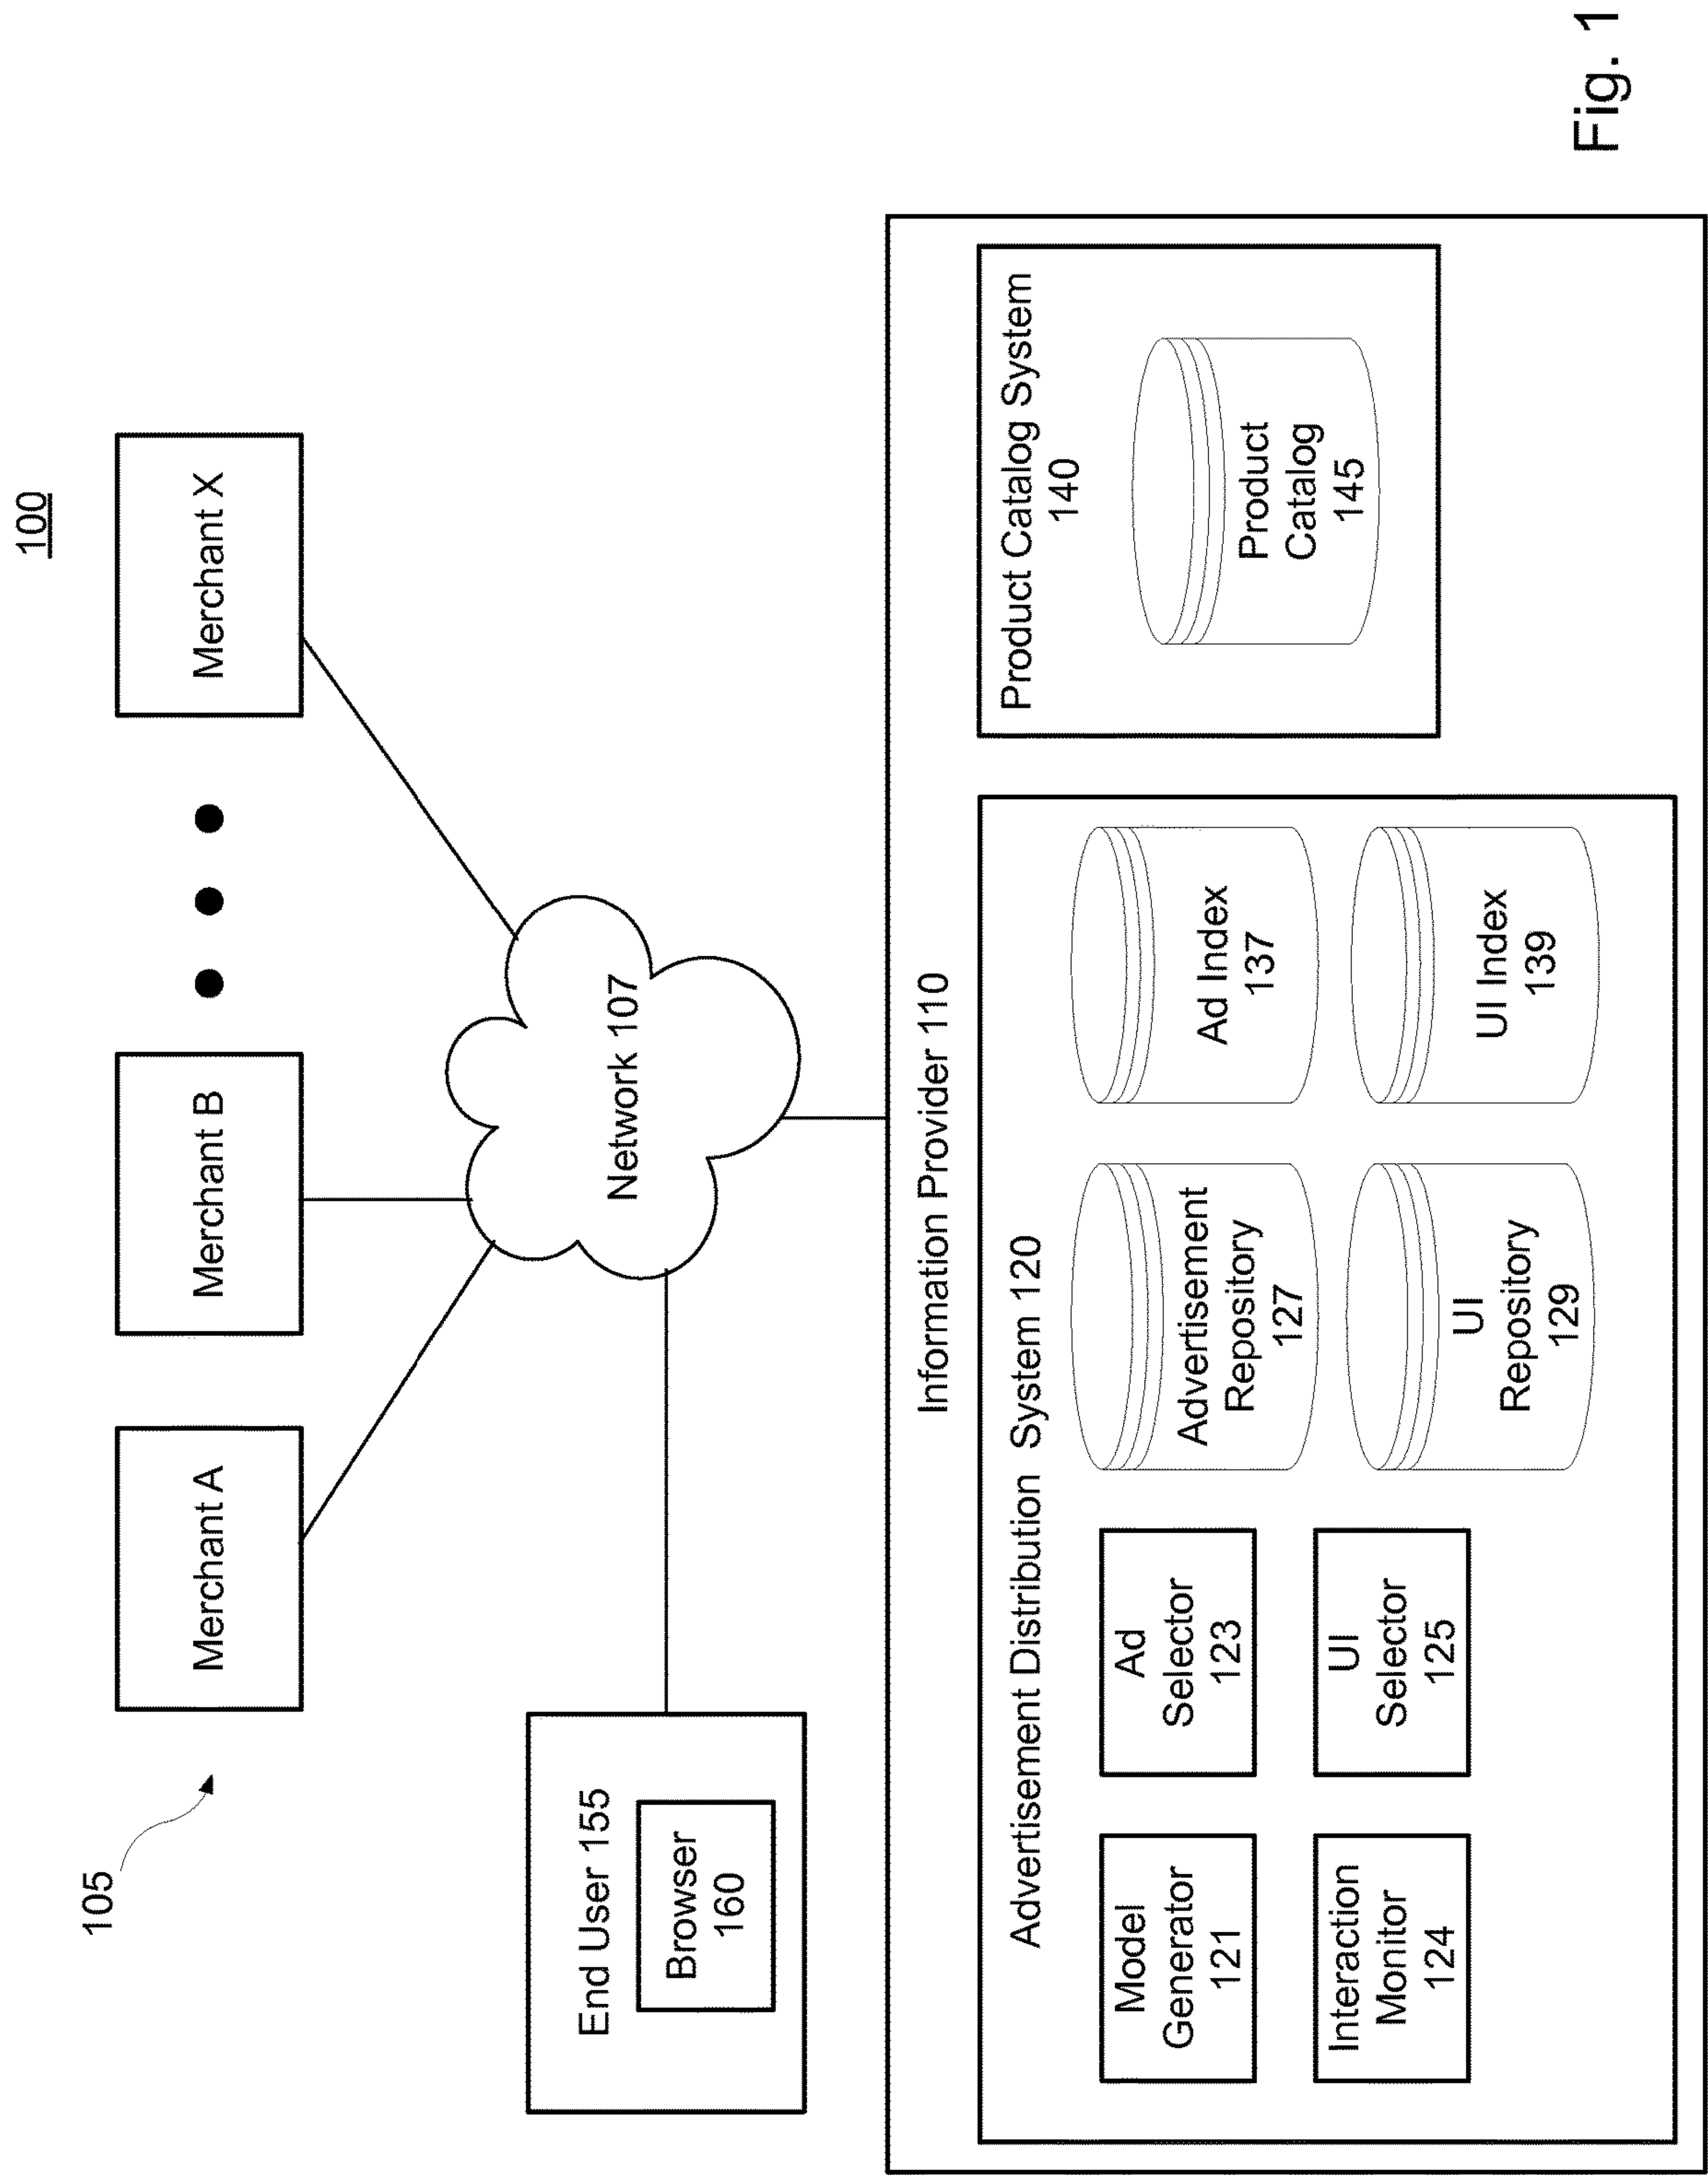 100
105
Merchant A
Merchant B
Merchant X
End User 155
Browser
160
Network 107
Information Provider 110
Advertisement Distribution System 120
Model
Generator
121
Ad
Selector
123
Advertisement
Repository
127
Ad Index
137
Interaction
Monitor
124
UI
Selector
125
UI
Repository
129
UI Index
139
Product Catalog System
140
Product
Catalog
145
Fig. 1